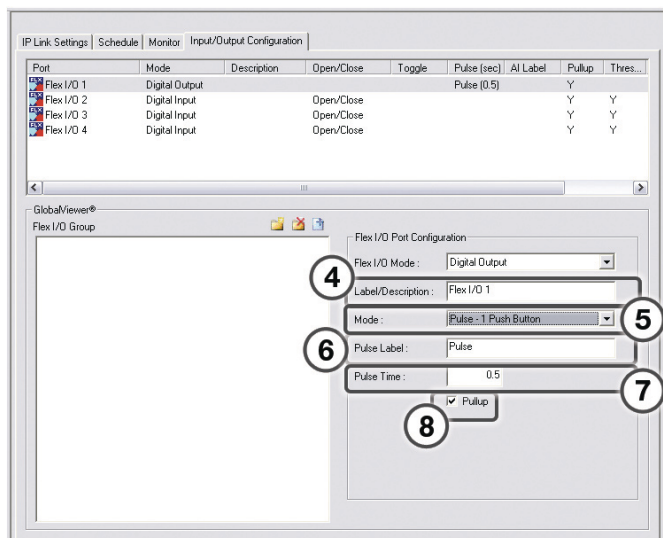 IP Link Settings Schedule Monitor Input/Output Configuration
Port Mode Description Open/Close Toggle Pulse (sec) AI Label Pullup Thres...
FLX Flex I/O 1 Digital Output Pulse (0.5) Y
FLX Flex I/O 2 Digital Input Open/Close Y Y
FLX Flex I/O 3 Digital Input Open/Close Y Y
FLX Flex I/O 4 Digital Input Open/Close Y Y
GlobalViewer®
Flex I/O Group
Flex I/O Port Configuration
Flex I/O Mode : Digital Output
4 Label/Description : Flex I/O 1
Mode : Pulse - 1 Push Button 5
6 Pulse Label : Pulse
Pulse Time : 0.5 7
8 Pullup